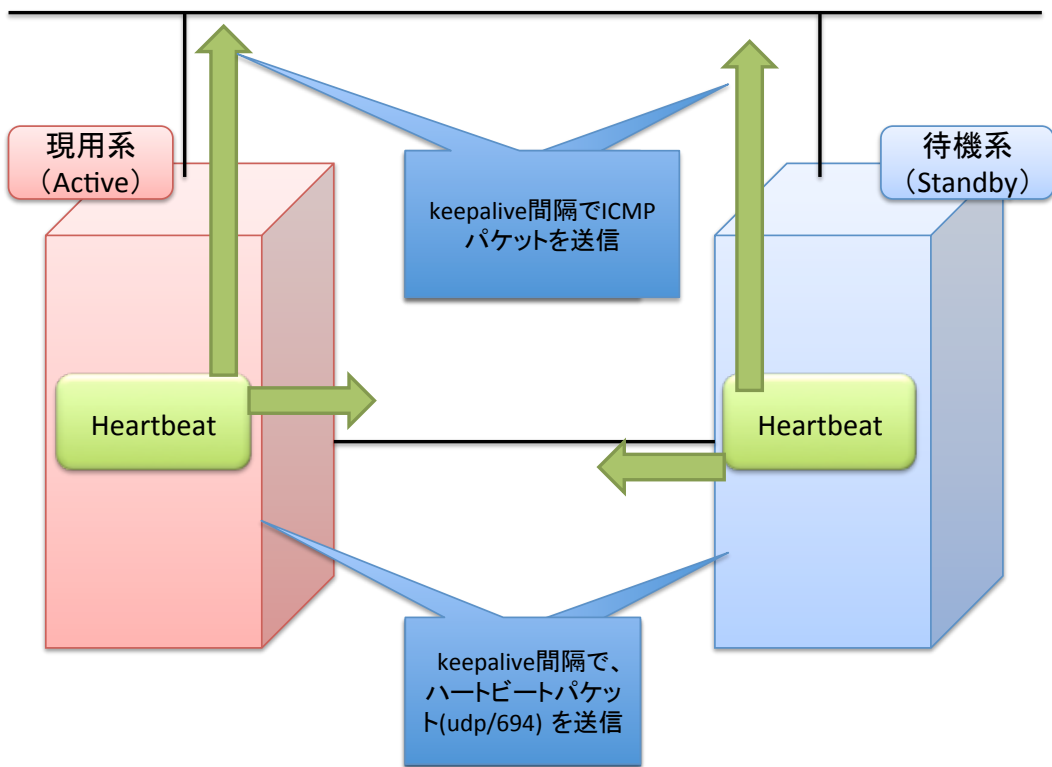 現用系
（Active）
待機系
（Standby）
keepalive間隔でICMP
パケットを送信
Heartbeat
Heartbeat
keepalive間隔で、
ハートビートパケッ
ト(udp/694) を送信